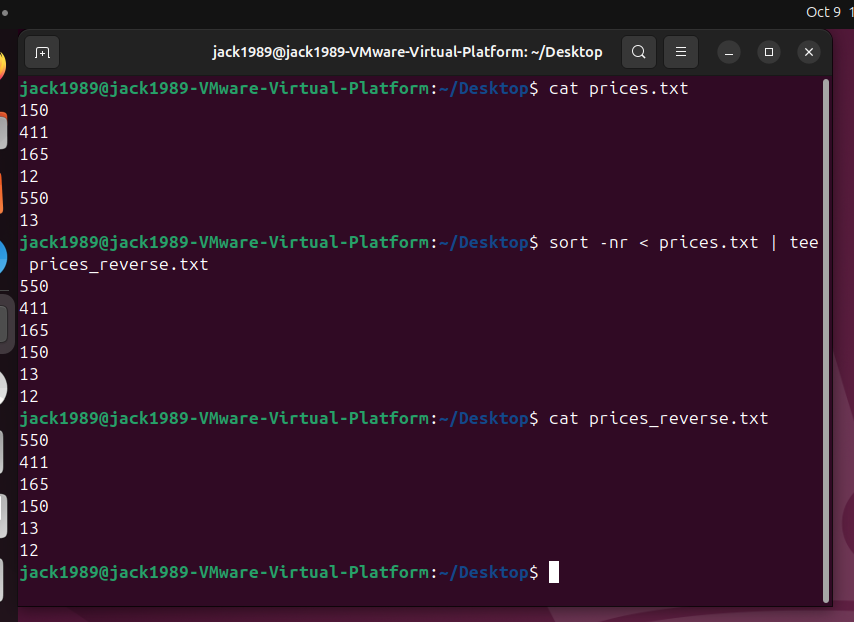 Oct 9 1
jack1989@jack1989-VMware-Virtual-Platform: ~/Desktop
jack1989@jack1989-VMware-Virtual-Platform:~/Desktop$ cat prices.txt
150
411
165
12
550
13
jack1989@jack1989-VMware-Virtual-Platform:~/Desktop$ sort -nr < prices.txt | tee
prices_reverse.txt
550
411
165
150
13
12
jack1989@jack1989-VMware-Virtual-Platform:~/Desktop$ cat prices_reverse.txt
550
411
165
150
13
12
jack1989@jack1989-VMware-Virtual-Platform:~/Desktop$